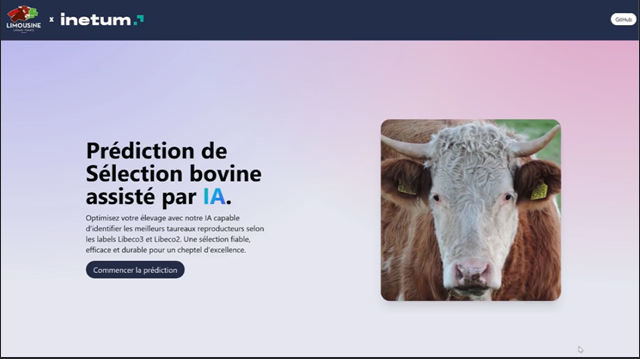 LIMOUSINE
x
inetum
GitHub
Prédiction de
Sélection bovine
assisté par IA.
Optimisez votre élevage avec notre IA capable
d'identifier les meilleurs taureaux reproducteurs selon
les labels Libeco3 et Libeco2. Une sélection fiable,
efficace et durable pour un cheptel d'excellence.
Commencer la prédiction